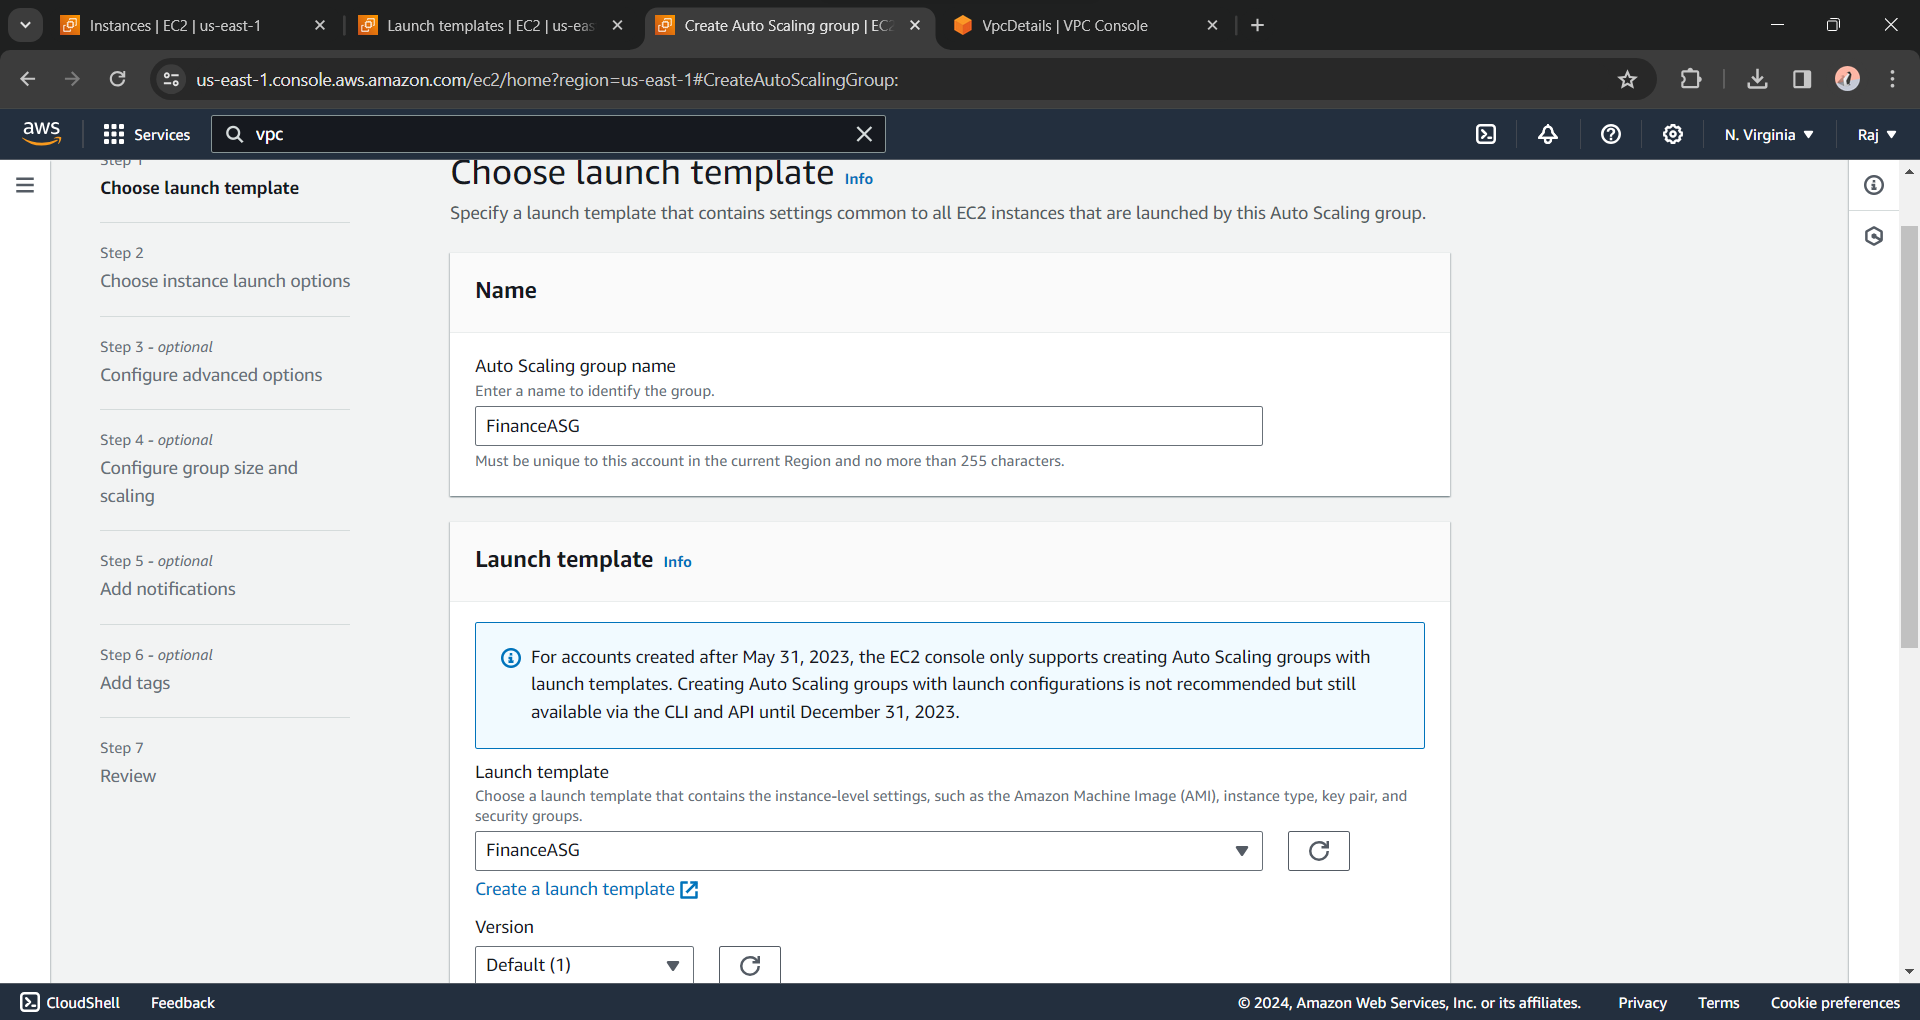 Instances | EC2 | us-east-1
Launch templates | EC2 | us-eas
Create Auto Scaling group | EC2
VpcDetails | VPC Console
us-east-1.console.aws.amazon.com/ec2/home?region=us-east-1#CreateAutoScalingGroup:
aws
Services
vpc
N. Virginia
Raj
Step 1
Choose launch template
Step 2
Choose instance launch options
Step 3 - optional
Configure advanced options
Step 4 - optional
Configure group size and
scaling
Step 5 - optional
Add notifications
Step 6 - optional
Add tags
Step 7
Review
Choose launch template Info
Specify a launch template that contains settings common to all EC2 instances that are launched by this Auto Scaling group.
Name
Auto Scaling group name
Enter a name to identify the group.
FinanceASG
Must be unique to this account in the current Region and no more than 255 characters.
Launch template Info
For accounts created after May 31, 2023, the EC2 console only supports creating Auto Scaling groups with
launch templates. Creating Auto Scaling groups with launch configurations is not recommended but still
available via the CLI and API until December 31, 2023.
Launch template
Choose a launch template that contains the instance-level settings, such as the Amazon Machine Image (AMI), instance type, key pair, and
security groups.
FinanceASG
Create a launch template
Version
Default (1)
CloudShell
Feedback
© 2024, Amazon Web Services, Inc. or its affiliates.
Privacy
Terms
Cookie preferences